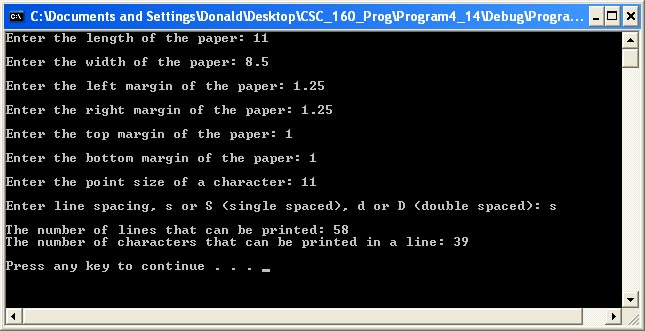 C:\Documents and Settings\Donald\Desktop\CSC_160_Prog\Program4_14\Debug\Progra...
Enter the length of the paper: 11
Enter the width of the paper: 8.5
Enter the left margin of the paper: 1.25
Enter the right margin of the paper: 1.25
Enter the top margin of the paper: 1
Enter the bottom margin of the paper: 1
Enter the point size of a character: 11
Enter line spacing, s or S (single spaced), d or D (double spaced): s
The number of lines that can be printed: 58
The number of characters that can be printed in a line: 39
Press any key to continue . . . _